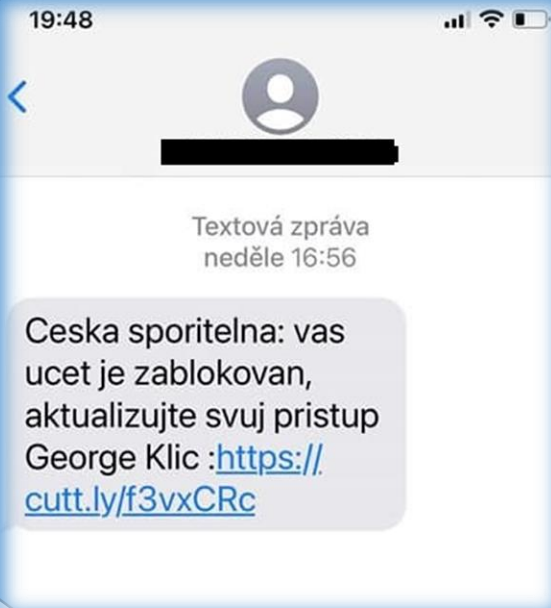 19:48
Textová zpráva
neděle 16:56
Ceska sporitelna: vas
ucet je zablokovan,
aktualizujte svuj pristup
George Klic :https://
cutt.ly/f3vxCRc